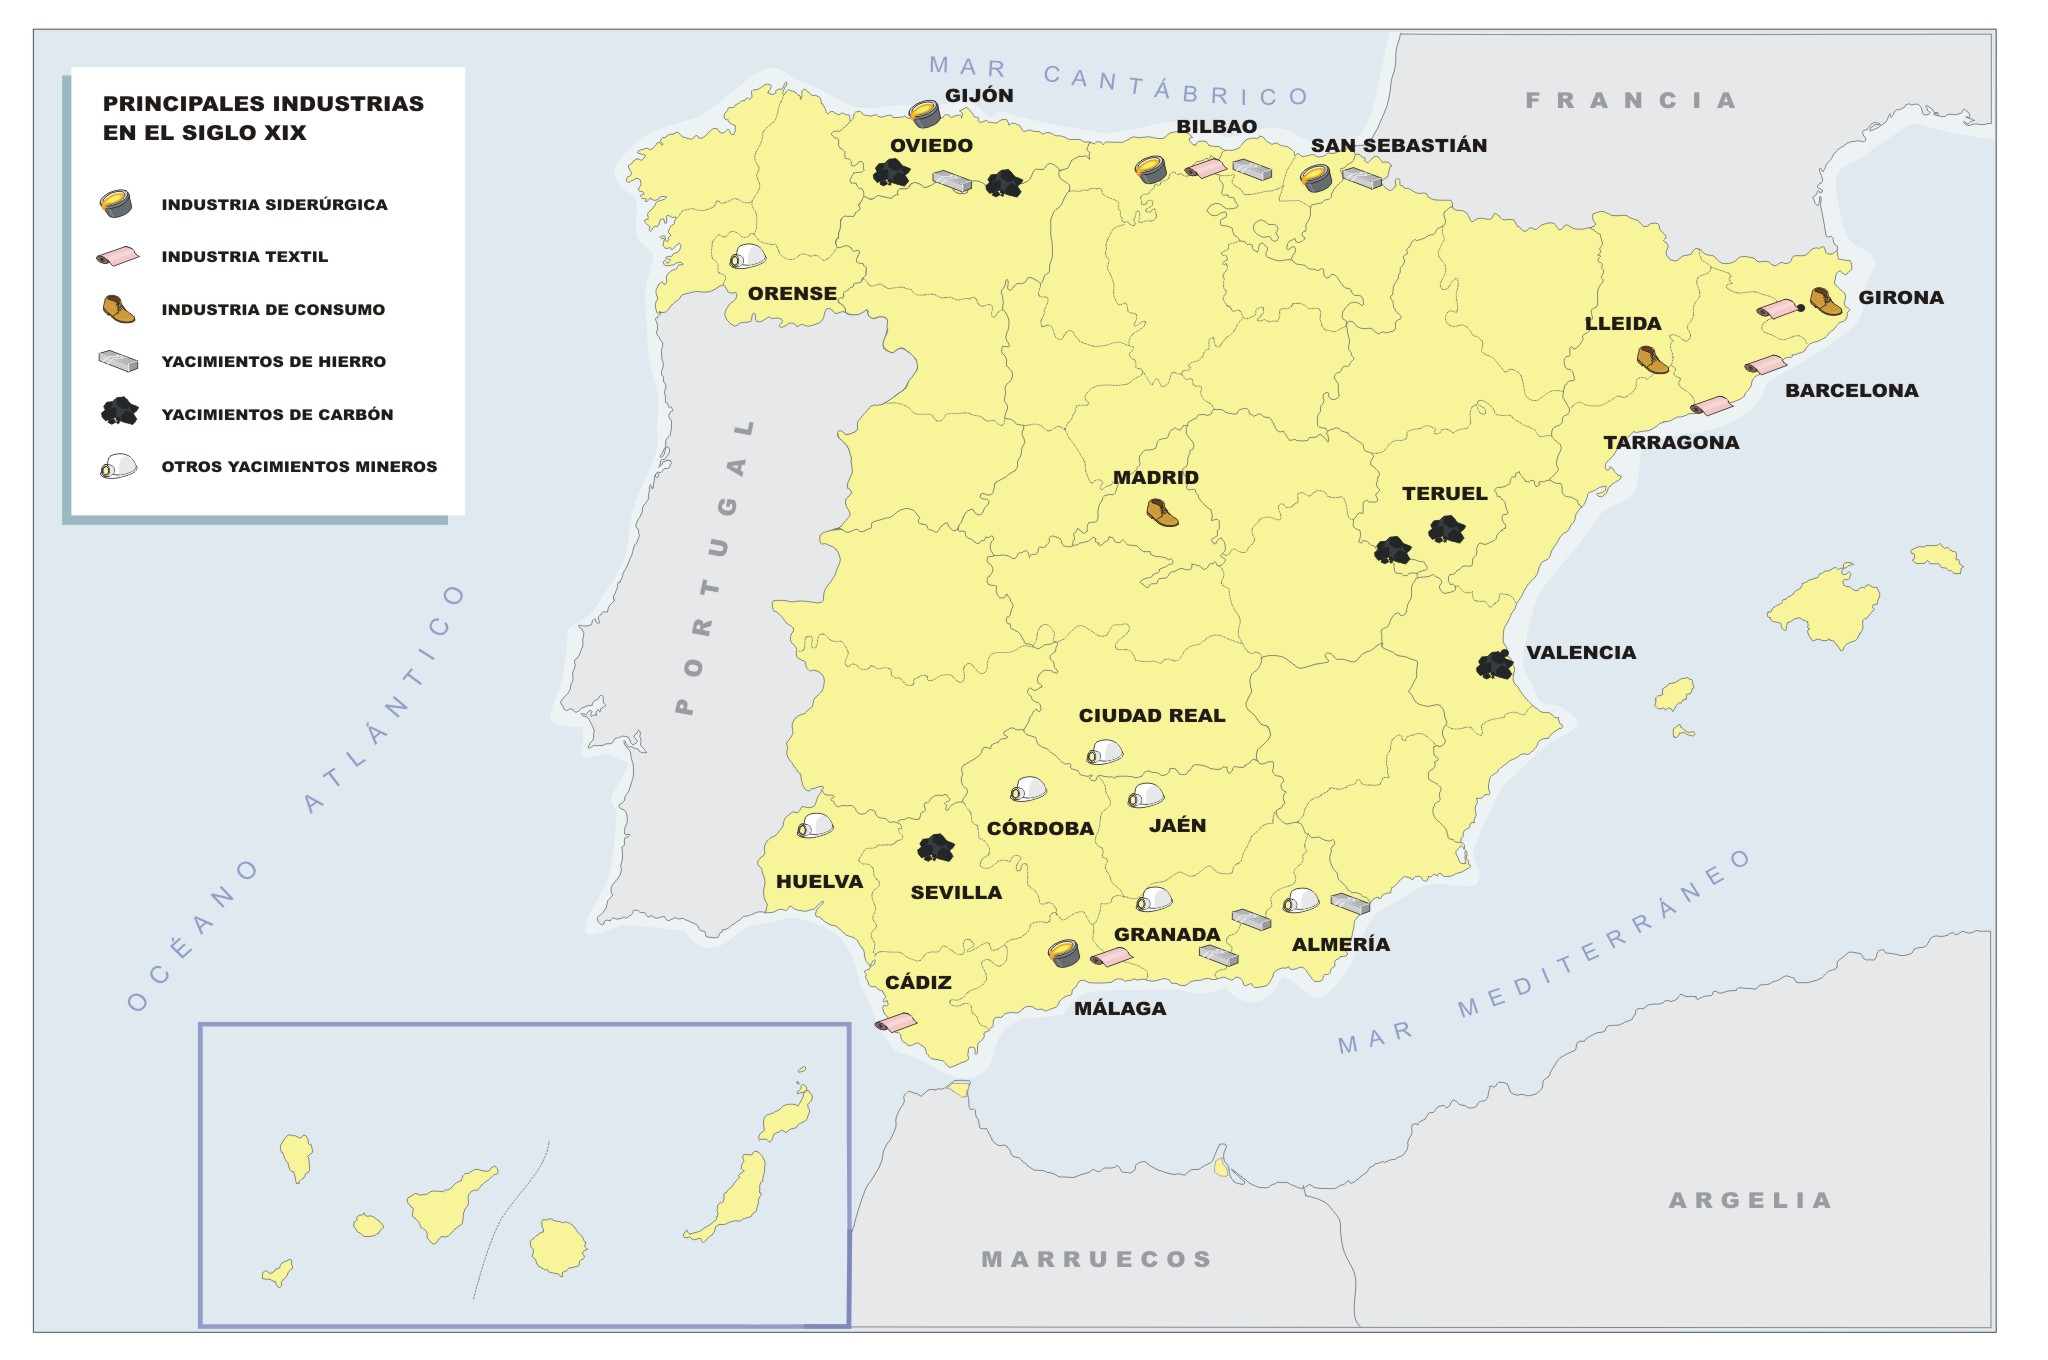 PRINCIPALES INDUSTRIAS
EN EL SIGLO XIX
INDUSTRIA SIDERÚRGICA
INDUSTRIA TEXTIL
INDUSTRIA DE CONSUMO
YACIMIENTOS DE HIERRO
YACIMIENTOS DE CARBÓN
OTROS YACIMIENTOS MINEROS
MAR CANTÁBRICO
FRANCIA
GIJÓN
BILBAO
OVIEDO
SAN SEBASTIÁN
ORENSE
GIRONA
LLEIDA
BARCELONA
TARRAGONA
PORTUGAL
MADRID
TERUEL
VALENCIA
OCÉANO ATLÁNTICO
CIUDAD REAL
CÓRDOBA
JAÉN
HUELVA
SEVILLA
GRANADA
ALMERÍA
CÁDIZ
MÁLAGA
MAR MEDITERRÁNEO
ARGELIA
MARRUECOS